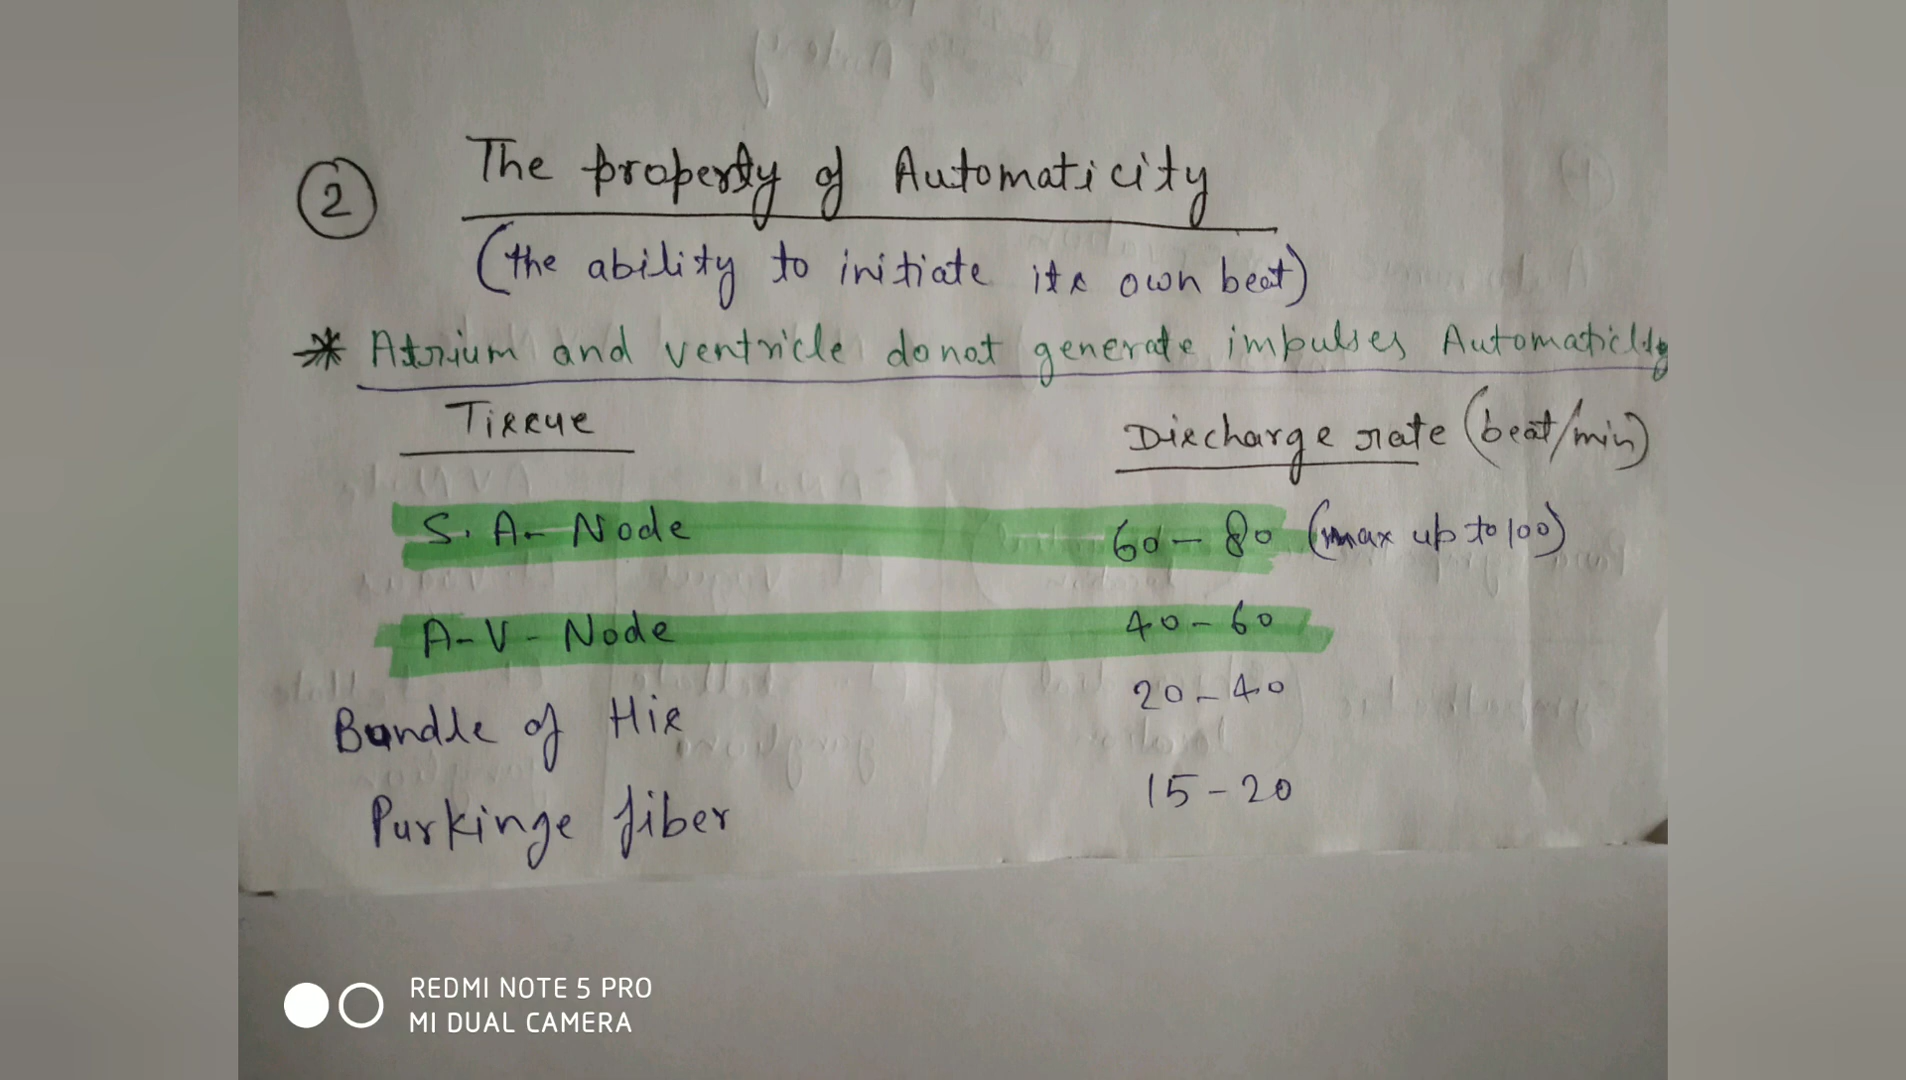 2 The property of Automaticity
(the ability to initiate its own beat)
* Atrium and ventricle donot generate impulses Automaticlly
Tissue Discharge rate (beat/min)
S. A- Node 60 - 80 (max up to 100)
A-V- Node 40 - 60
Bundle of His 20 - 40
Purkinge fiber 15 - 20
REDMI NOTE 5 PRO
MI DUAL CAMERA